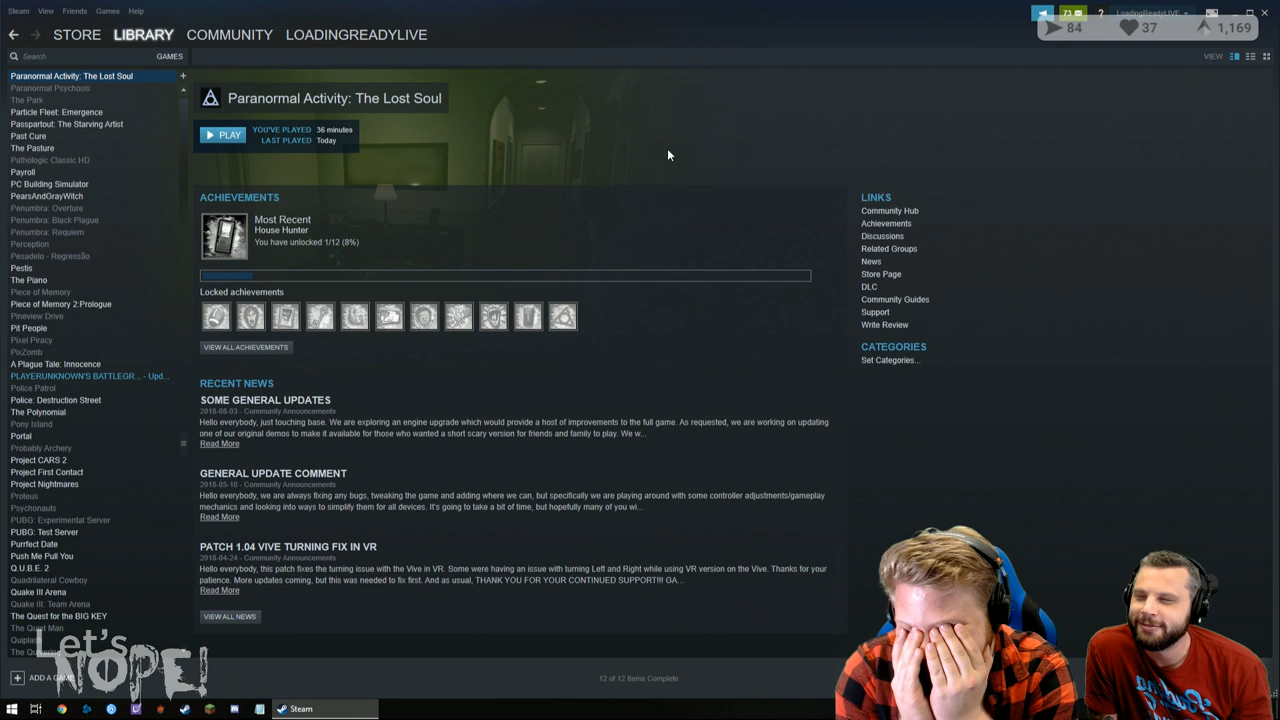 Steam View Friends Games Help
73
?
LoadingReadyLIVE
84 37 1,169
STORE LIBRARY COMMUNITY LOADINGREADYLIVE
Search GAMES
VIEW
Paranormal Activity: The Lost Soul +
Paranormal Psychosis
The Park
Particle Fleet: Emergence
Passpartout: The Starving Artist
Past Cure
The Pasture
Pathologic Classic HD
Payroll
PC Building Simulator
PearsAndGrayWitch
Penumbra: Overture
Penumbra: Black Plague
Penumbra: Requiem
Perception
Pesadelo - Regressão
Pestis
The Piano
Piece of Memory
Piece of Memory 2:Prologue
Pineview Drive
Pit People
Pixel Piracy
PixZomb
A Plague Tale: Innocence
PLAYERUNKNOWN'S BATTLEGR... - Upd...
Police Patrol
Police: Destruction Street
The Polynomial
Pony Island
Portal
Probably Archery
Project CARS 2
Project First Contact
Project Nightmares
Proteus
Psychonauts
PUBG: Experimental Server
PUBG: Test Server
Purrfect Date
Push Me Pull You
Q.U.B.E. 2
Quadrilateral Cowboy
Quake III Arena
Quake III: Team Arena
The Quest for the BIG KEY
The Quiet Man
Quiplash
ADD A GAME
Let's
NOPE!
Paranormal Activity: The Lost Soul
PLAY
YOU'VE PLAYED 36 minutes
LAST PLAYED Today
ACHIEVEMENTS
Most Recent
House Hunter
You have unlocked 1/12 (8%)
Locked achievements
VIEW ALL ACHIEVEMENTS
RECENT NEWS
SOME GENERAL UPDATES
2018-08-03 - Community Announcements
Hello everybody, just touching base. We are exploring an engine upgrade which would provide a host of improvements to the full game. As requested, we are working on updating
one of our original demos to make it available for those who wanted a short scary version for friends and family to play. We w...
Read More
GENERAL UPDATE COMMENT
2018-05-10 - Community Announcements
Hello everybody, we are always fixing any bugs, tweaking the game and adding where we can, but specifically we are playing around with some controller adjustments/gameplay
mechanics and looking into ways to simplify them for all devices. It's going to take a bit of time, but hopefully many of you wi...
Read More
PATCH 1.04 VIVE TURNING FIX IN VR
2018-04-24 - Community Announcements
Hello everybody, this patch fixes the turning issue with the Vive in VR. Some were having an issue with turning Left and Right while using VR version on the Vive. Thanks for your
patience. More updates coming, but this was needed to fix first. And as usual, THANK YOU FOR YOUR CONTINUED SUPPORT!!! GA...
Read More
VIEW ALL NEWS
12 of 12 Items Complete
LINKS
Community Hub
Achievements
Discussions
Related Groups
News
Store Page
DLC
Community Guides
Support
Write Review
CATEGORIES
Set Categories...
Steam